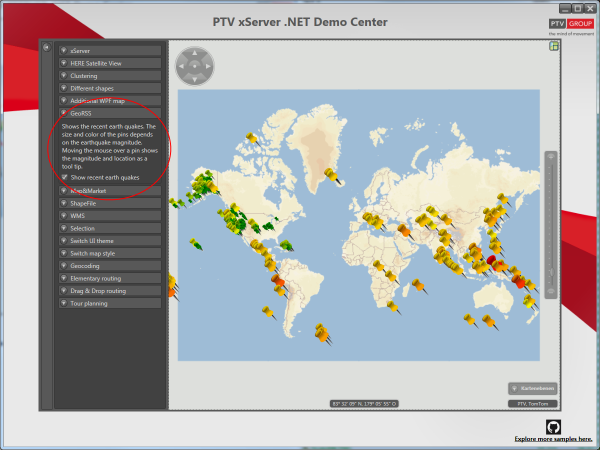 PTV xServer .NET Demo Center
PTV GROUP
the mind of movement
xServer
HERE Satellite View
Clustering
Different shapes
Additional WPF map
GeoRSS
Shows the recent earth quakes. The
size and color of the pins depends
on the earthquake magnitude.
Moving the mouse over a pin shows
the magnitude and location as a
tool tip.
Show recent earth quakes
Map&Market
ShapeFile
WMS
Selection
Switch UI theme
Switch map style
Geocoding
Elementary routing
Drag & Drop routing
Tour planning
Kartendienses
83° 32' 09'' N, 179° 05' 55'' O
PTV, TomTom
Explore more samples here.